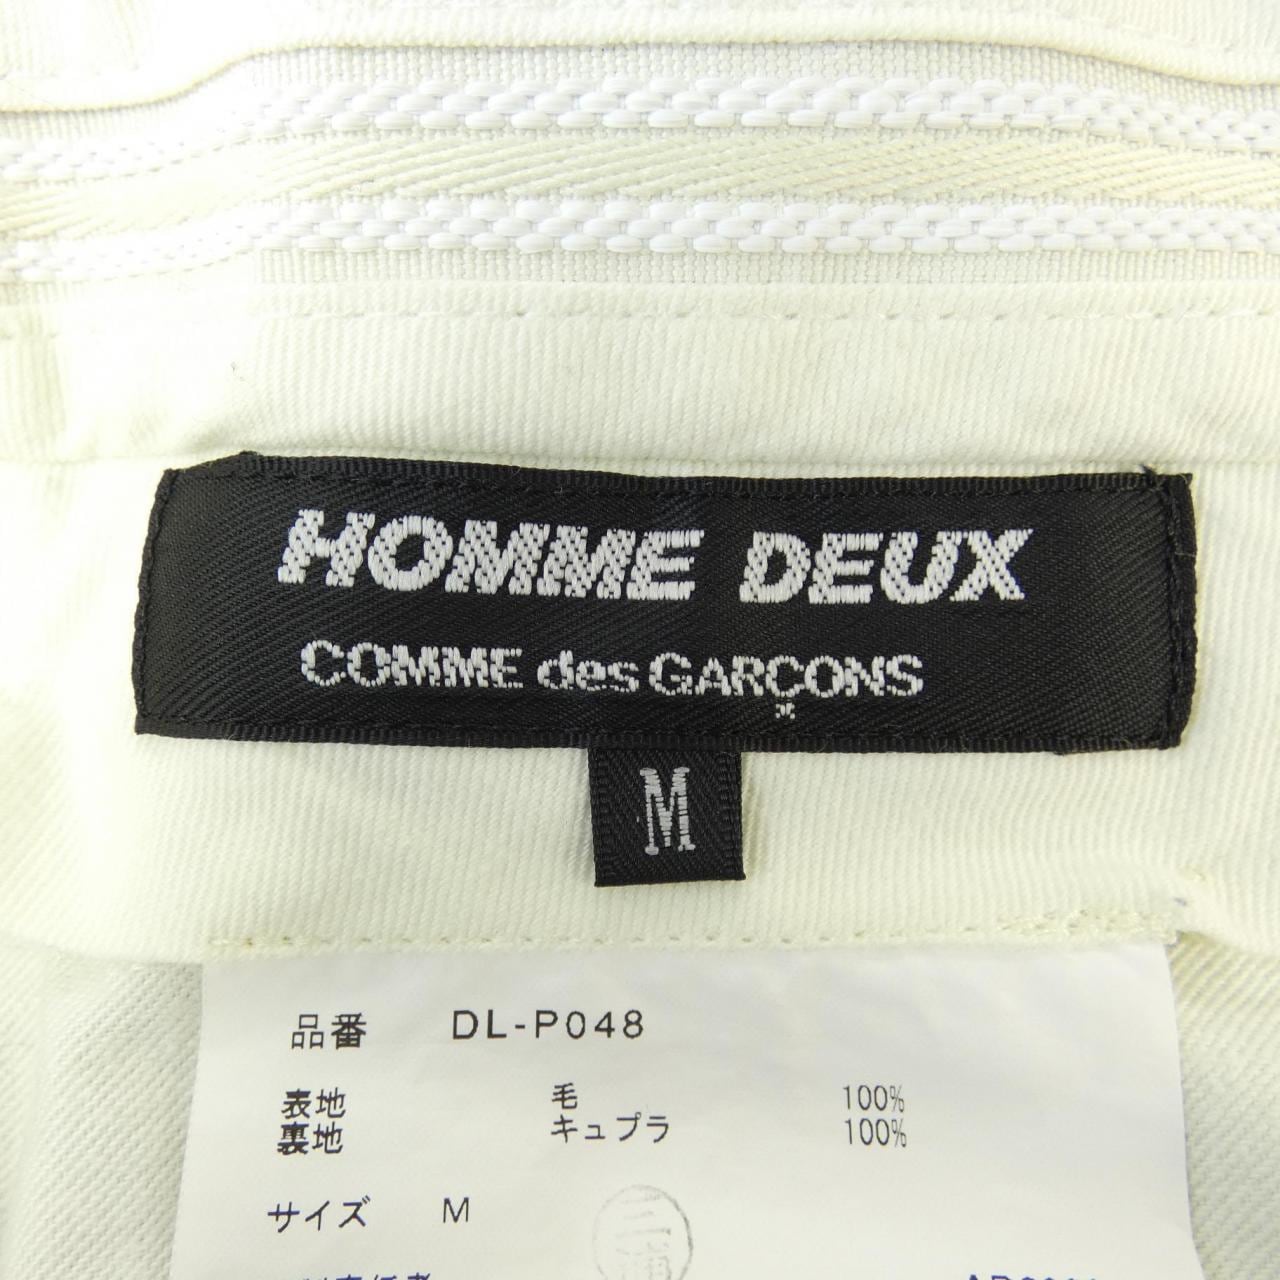 HOMME DEUX
COMME des GARÇONS
M
品番 DL-P048
表地 毛 100%
裏地 キュプラ 100%
サイズ M